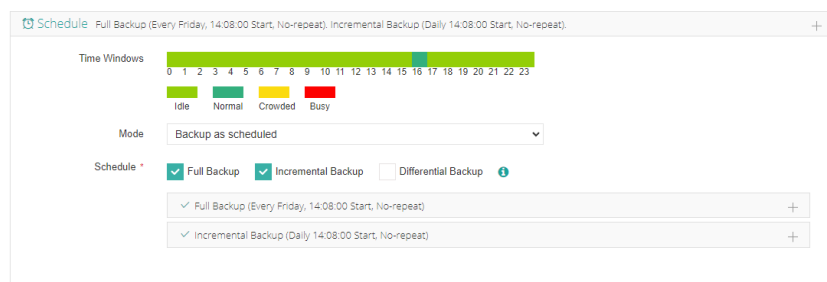 Schedule Full Backup (Every Friday, 14:08:00 Start, No-repeat). Incremental Backup (Daily 14:08:00 Start, No-repeat).
Time Windows
0 1 2 3 4 5 6 7 8 9 10 11 12 13 14 15 16 17 18 19 20 21 22 23
Idle Normal Crowded Busy
Mode Backup as scheduled
Schedule * Full Backup Incremental Backup Differential Backup
Full Backup (Every Friday, 14:08:00 Start, No-repeat)
Incremental Backup (Daily 14:08:00 Start, No-repeat)